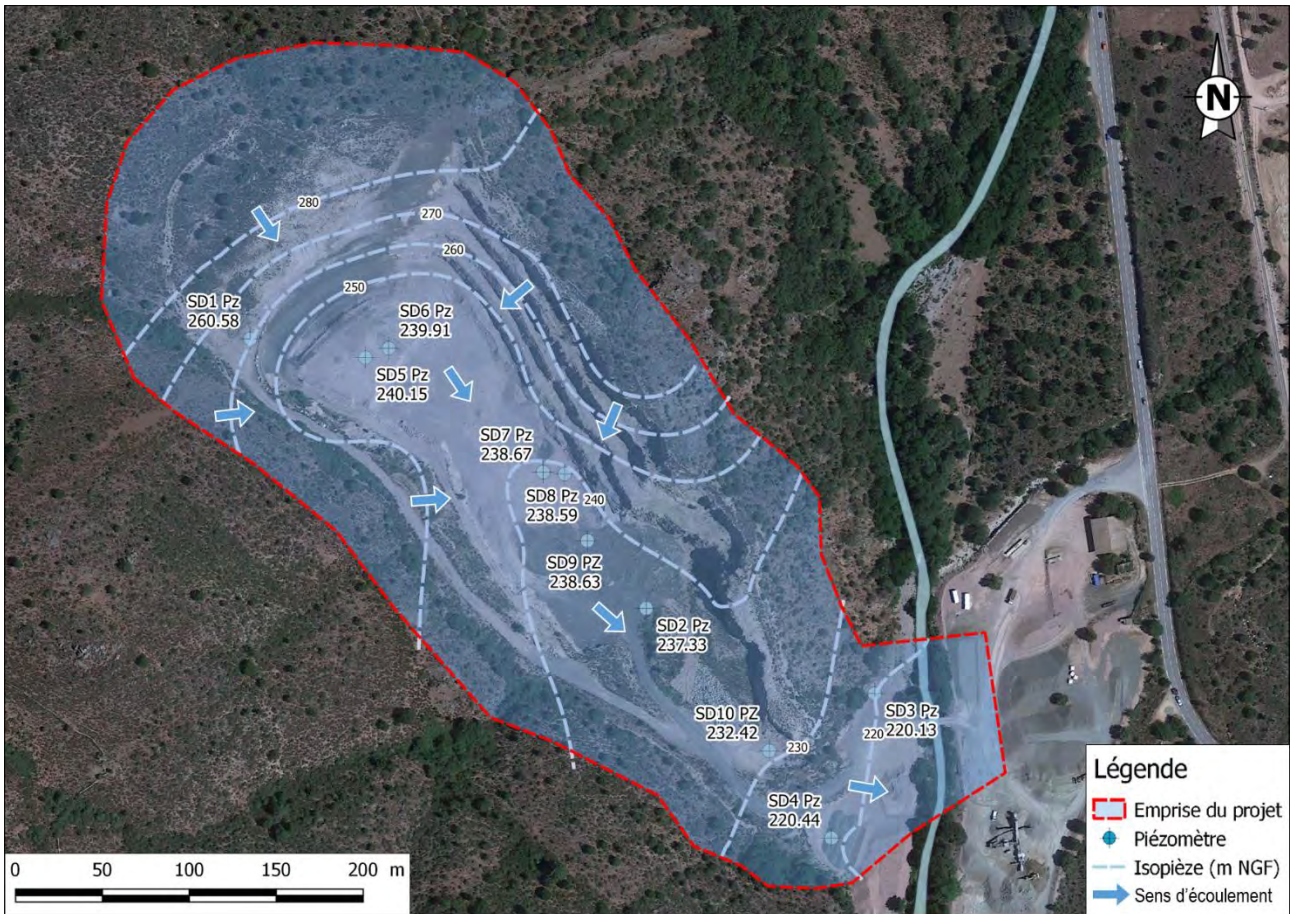 N
280
270
260
250
SD1 Pz
260.58
SD6 Pz
239.91
SD5 Pz
240.15
SD7 Pz
238.67
SD8 Pz
238.59
240
SD9 PZ
238.63
SD2 Pz
237.33
SD10 PZ
232.42
230
SD3 Pz
220.13
220
SD4 Pz
220.44
Légende
Emprise du projet
Piézomètre
Isopièze (m NGF)
Sens d'écoulement
0 50 100 150 200 m